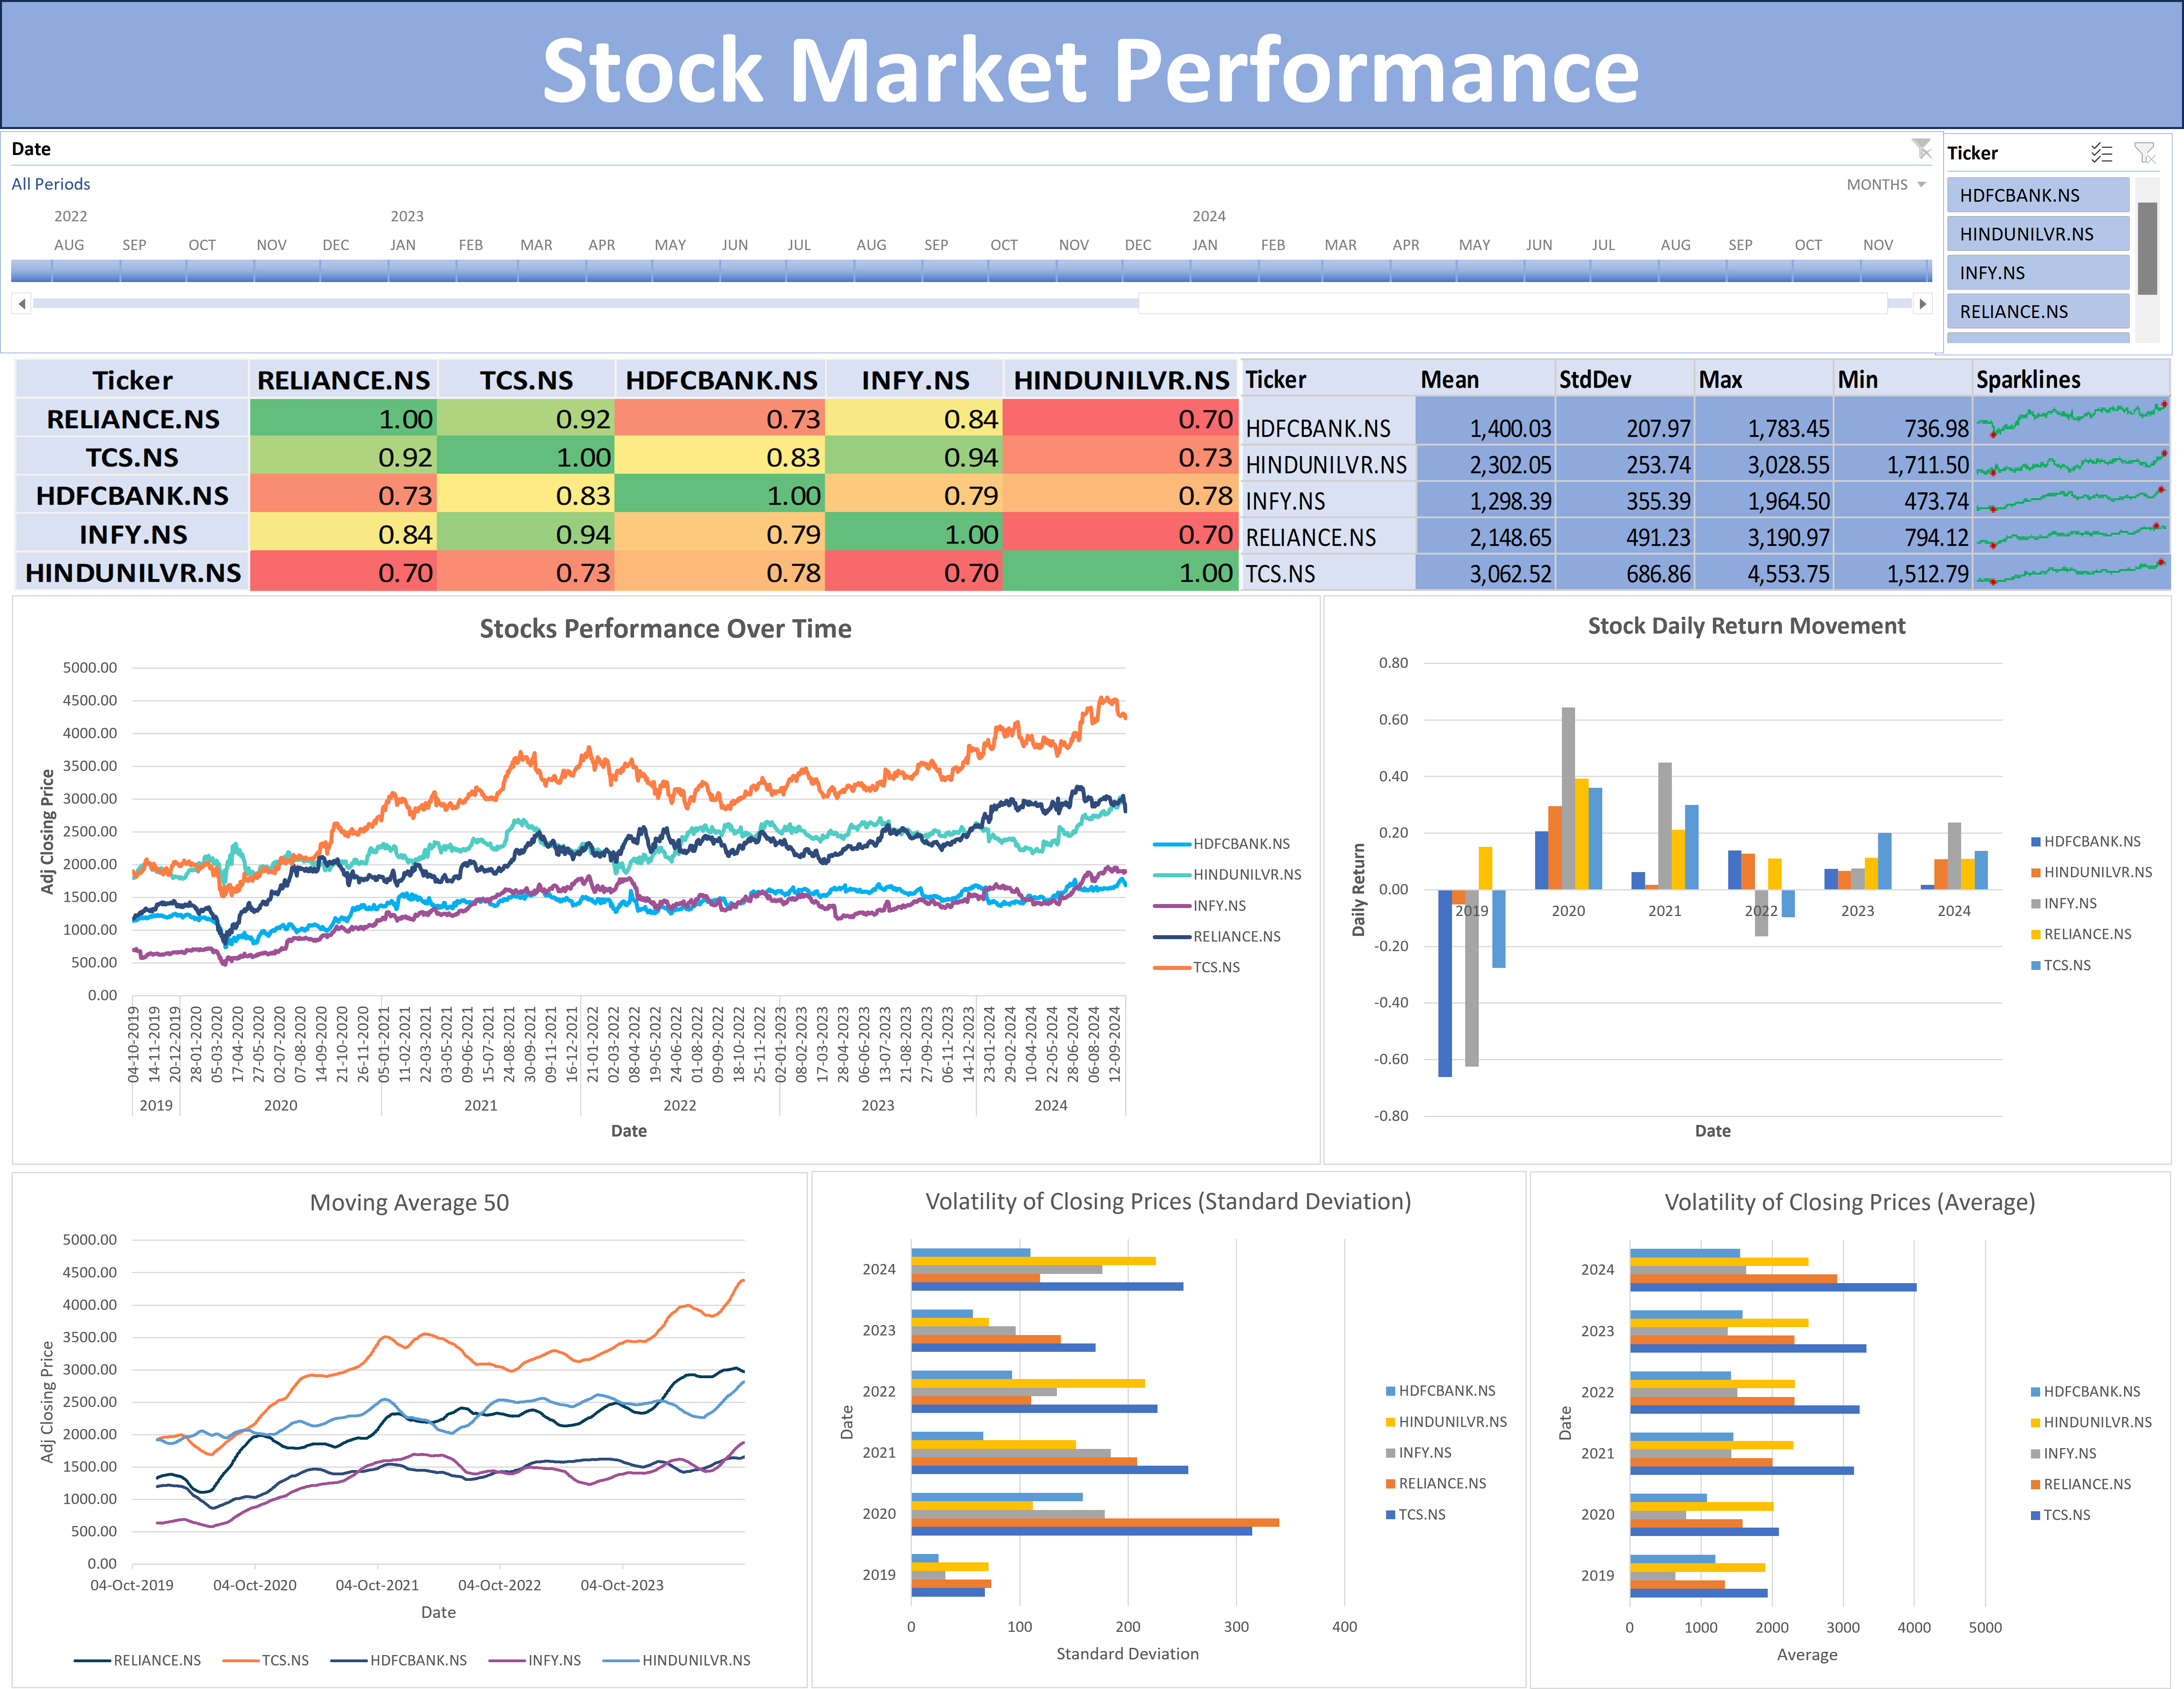 Stock Market Performance
Date
All Periods
MONTHS
2022 2023 2024
AUG SEP OCT NOV DEC JAN FEB MAR APR MAY JUN JUL AUG SEP OCT NOV DEC JAN FEB MAR APR MAY JUN JUL AUG SEP OCT NOV
Ticker
HDFCBANK.NS
HINDUNILVR.NS
INFY.NS
RELIANCE.NS
Ticker RELIANCE.NS TCS.NS HDFCBANK.NS INFY.NS HINDUNILVR.NS
RELIANCE.NS 1.00 0.92 0.73 0.84 0.70
TCS.NS 0.92 1.00 0.83 0.94 0.73
HDFCBANK.NS 0.73 0.83 1.00 0.79 0.78
INFY.NS 0.84 0.94 0.79 1.00 0.70
HINDUNILVR.NS 0.70 0.73 0.78 0.70 1.00
Ticker Mean StdDev Max Min Sparklines
HDFCBANK.NS 1,400.03 207.97 1,783.45 736.98
HINDUNILVR.NS 2,302.05 253.74 3,028.55 1,711.50
INFY.NS 1,298.39 355.39 1,964.50 473.74
RELIANCE.NS 2,148.65 491.23 3,190.97 794.12
TCS.NS 3,062.52 686.86 4,553.75 1,512.79
Stocks Performance Over Time
Adj Closing Price
5000.00
4500.00
4000.00
3500.00
3000.00
2500.00
2000.00
1500.00
1000.00
500.00
0.00
04-10-2019
14-11-2019
20-12-2019
28-01-2020
05-03-2020
17-04-2020
27-05-2020
02-07-2020
07-08-2020
14-09-2020
21-10-2020
26-11-2020
05-01-2021
11-02-2021
22-03-2021
03-05-2021
09-06-2021
15-07-2021
24-08-2021
30-09-2021
09-11-2021
16-12-2021
21-01-2022
02-03-2022
08-04-2022
19-05-2022
24-06-2022
01-08-2022
09-09-2022
18-10-2022
25-11-2022
02-01-2023
08-02-2023
17-03-2023
28-04-2023
06-06-2023
13-07-2023
21-08-2023
27-09-2023
06-11-2023
14-12-2023
23-01-2024
29-02-2024
10-04-2024
22-05-2024
28-06-2024
06-08-2024
12-09-2024
2019 2020 2021 2022 2023 2024
Date
HDFCBANK.NS
HINDUNILVR.NS
INFY.NS
RELIANCE.NS
TCS.NS
Stock Daily Return Movement
Daily Return
0.80
0.60
0.40
0.20
0.00
-0.20
-0.40
-0.60
-0.80
2019 2020 2021 2022 2023 2024
Date
HDFCBANK.NS
HINDUNILVR.NS
INFY.NS
RELIANCE.NS
TCS.NS
Moving Average 50
Adj Closing Price
5000.00
4500.00
4000.00
3500.00
3000.00
2500.00
2000.00
1500.00
1000.00
500.00
0.00
04-Oct-2019 04-Oct-2020 04-Oct-2021 04-Oct-2022 04-Oct-2023
Date
RELIANCE.NS TCS.NS HDFCBANK.NS INFY.NS HINDUNILVR.NS
Volatility of Closing Prices (Standard Deviation)
Date
2024
2023
2022
2021
2020
2019
0 100 200 300 400
Standard Deviation
HDFCBANK.NS
HINDUNILVR.NS
INFY.NS
RELIANCE.NS
TCS.NS
Volatility of Closing Prices (Average)
Date
2024
2023
2022
2021
2020
2019
0 1000 2000 3000 4000 5000
Average
HDFCBANK.NS
HINDUNILVR.NS
INFY.NS
RELIANCE.NS
TCS.NS